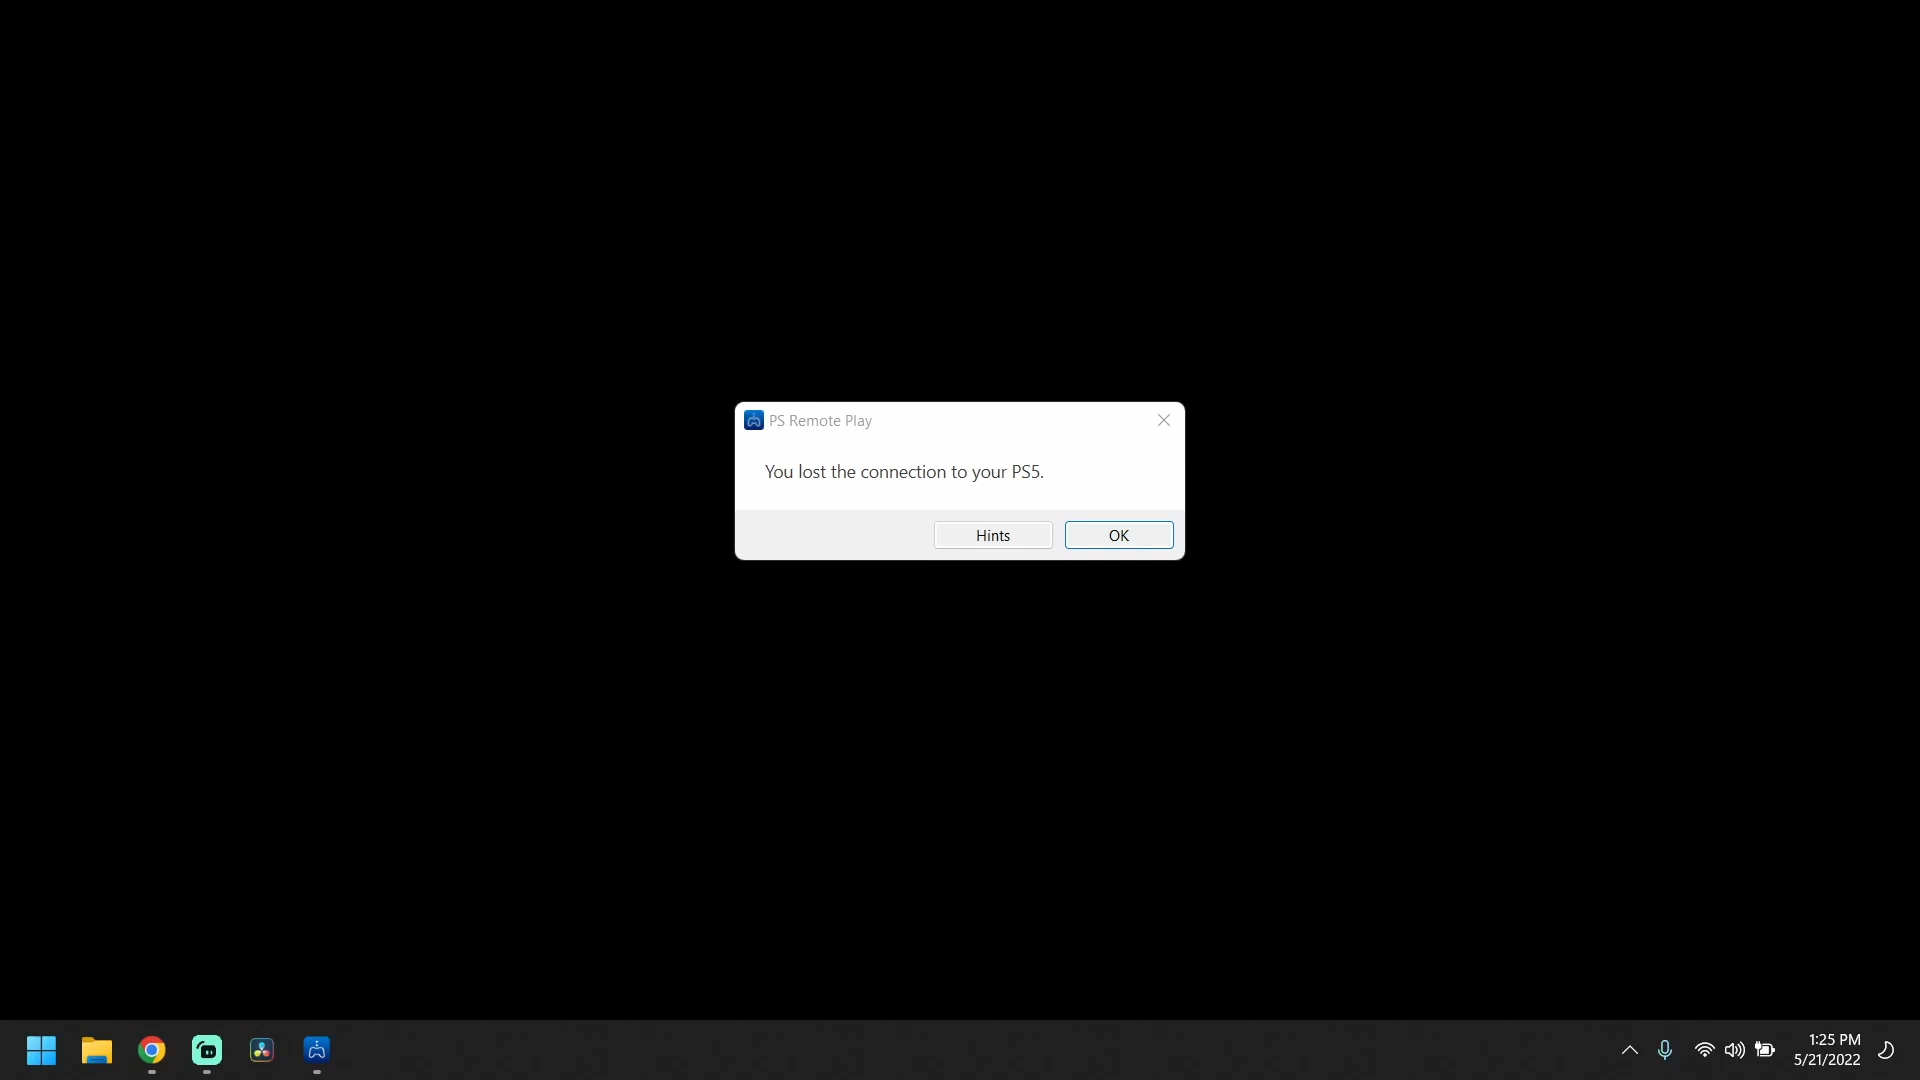 PS Remote Play
You lost the connection to your PS5.
Hints
OK
1:25 PM
5/21/2022